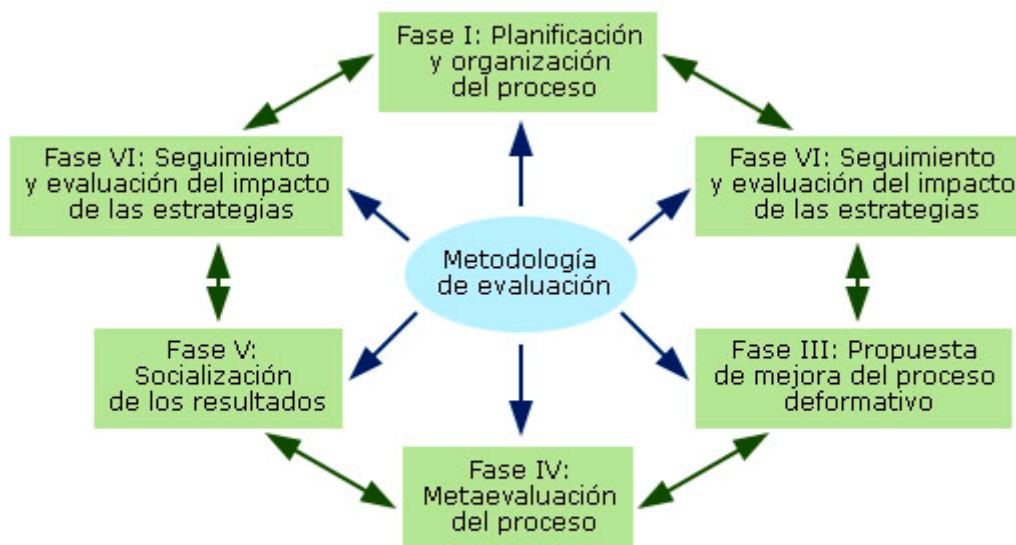 Fase I: Planificación
y organización
del proceso
Fase VI: Seguimiento
y evaluación del impacto
de las estrategias
Fase VI: Seguimiento
y evaluación del impacto
de las estrategias
Metodología
de evaluación
Fase V:
Socialización
de los resultados
Fase III: Propuesta
de mejora del proceso
deformativo
Fase IV:
Metaevaluación
del proceso